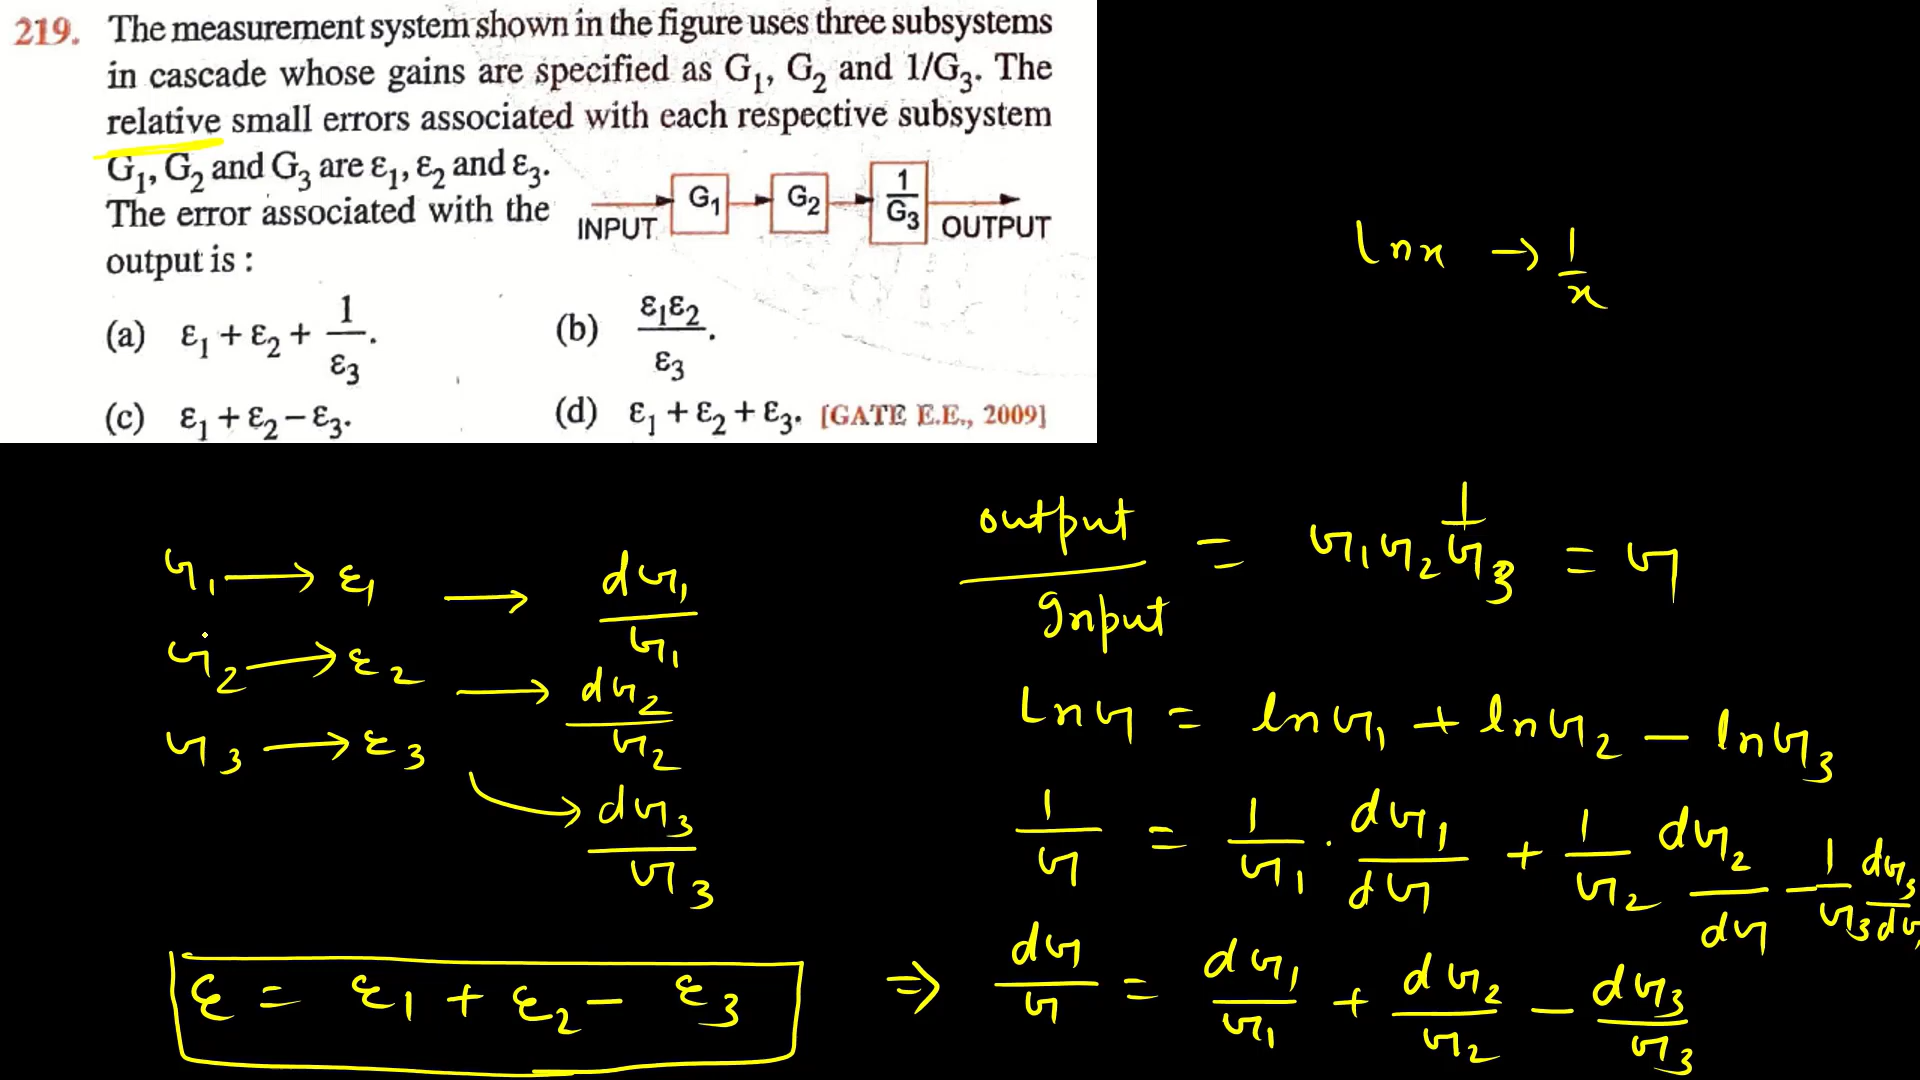 219. The measurement system shown in the figure uses three subsystems
in cascade whose gains are specified as G₁, G₂ and 1/G₃. The
relative small errors associated with each respective subsystem
G₁, G₂ and G₃ are ε₁, ε₂ and ε₃.
The error associated with the
output is :
INPUT G₁ G₂ 1/G₃ OUTPUT
(a) ε₁ + ε₂ + 1/ε₃.
(b) ε₁ε₂/ε₃.
(c) ε₁ + ε₂ − ε₃.
(d) ε₁ + ε₂ + ε₃. [GATE E.E., 2009]
ln x → 1/x
G₁ → ε₁ → dG₁/G₁
G₂ → ε₂ → dG₂/G₂
G₃ → ε₃ → dG₃/G₃
ε = ε₁ + ε₂ − ε₃
output/Input = G₁G₂ 1/G₃ = G
Ln G = ln G₁ + ln G₂ − ln G₃
1/G = 1/G₁ · dG₁/dG + 1/G₂ dG₂/dG − 1/G₃ dG₃/dG
⇒ dG/G = dG₁/G₁ + dG₂/G₂ − dG₃/G₃